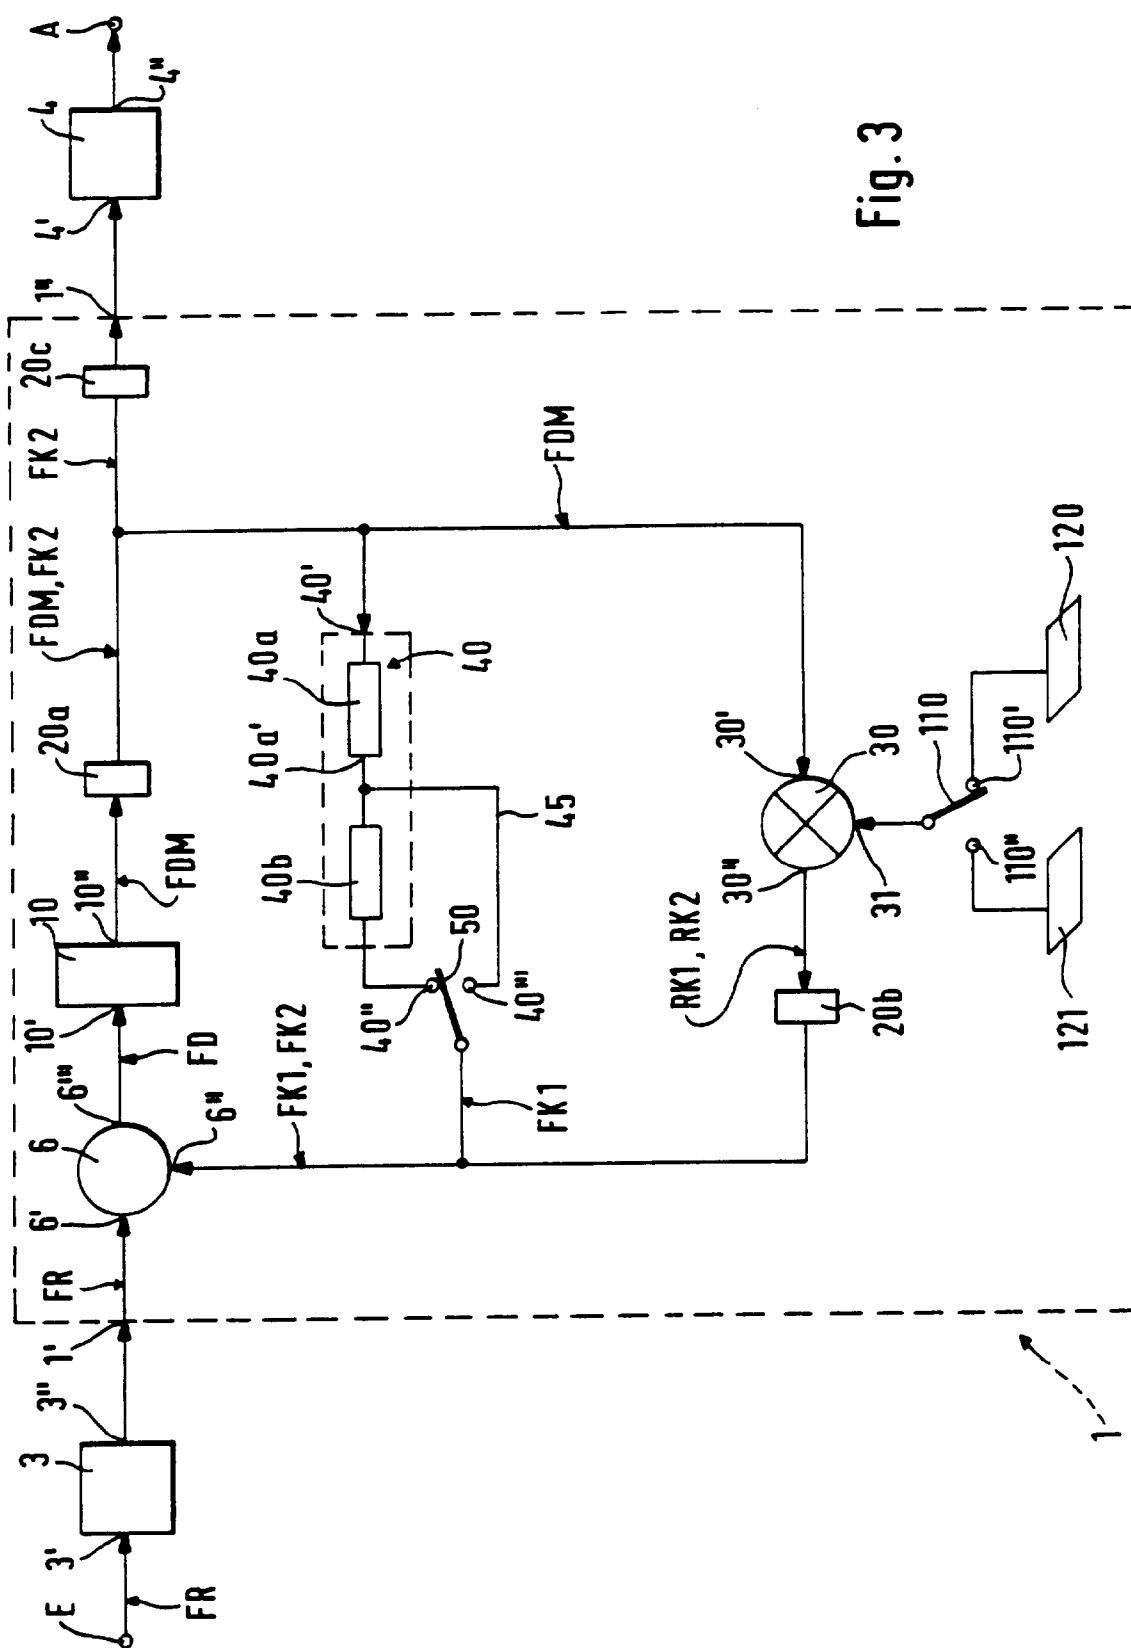 E
FR
3'
3
3"
1'
FR
6'
6
6"'
6"
FD
10'
10
10"
FDM
20a
FDM, FK2
FK2
20c
1"
4'
4
4"
A
FK1, FK2
FK1
40"
50
40"'
40b
40a'
40a
40'
40
45
FDM
RK1, RK2
20b
30"
30
30'
31
110
110'
110"
120
121
1
Fig. 3